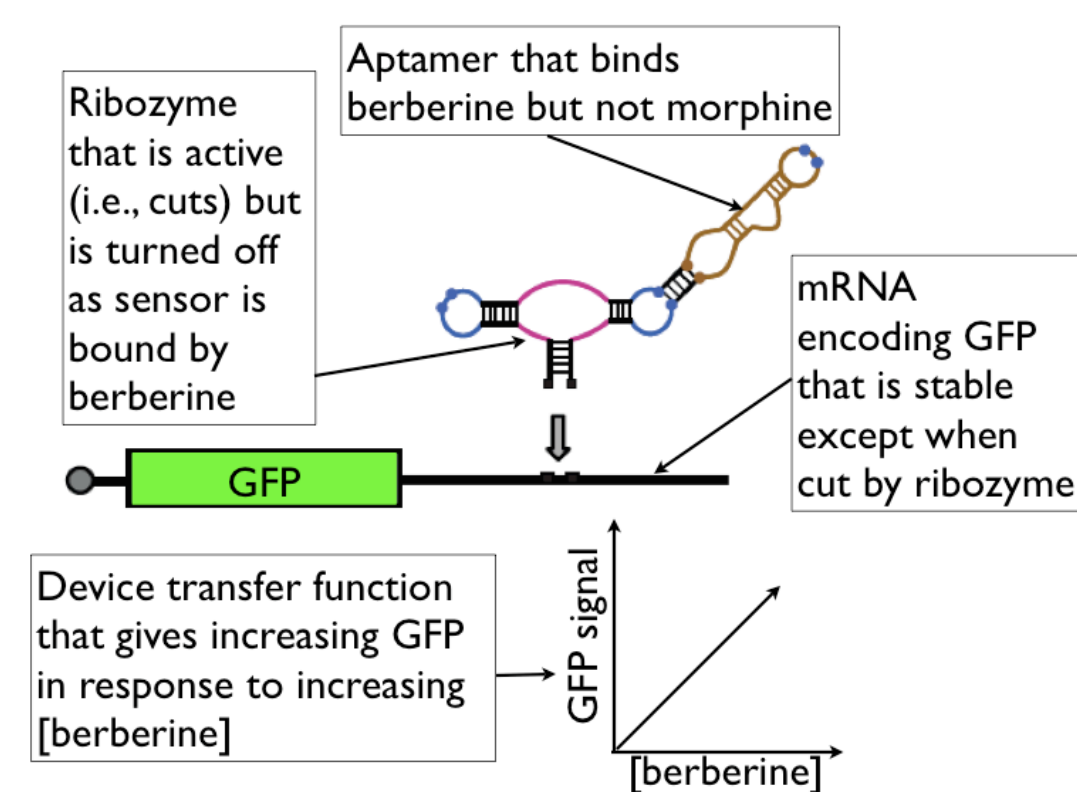 Aptamer that binds
berberine but not morphine
Ribozyme
that is active
(i.e., cuts) but
is turned off
as sensor is
bound by
berberine
mRNA
encoding GFP
that is stable
except when
cut by ribozyme
GFP
Device transfer function
that gives increasing GFP
in response to increasing
[berberine]
GFP signal
[berberine]